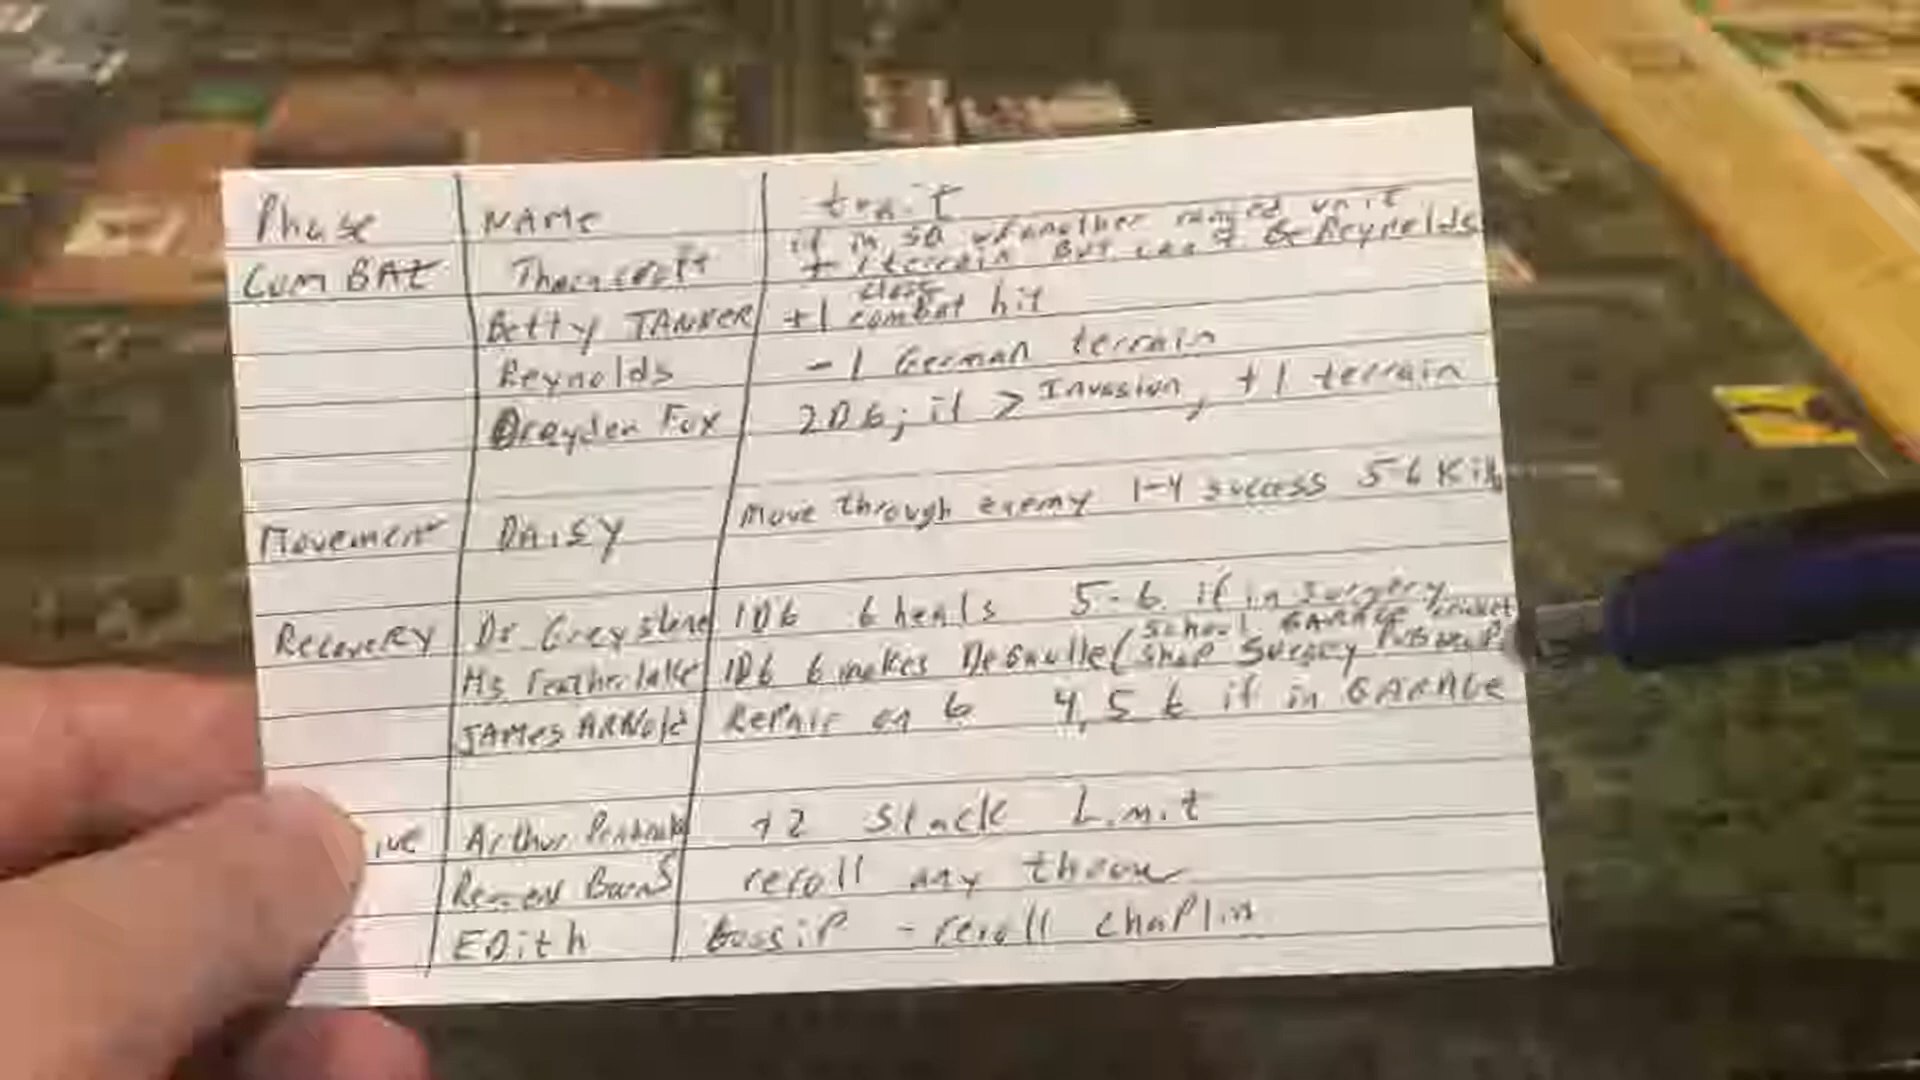 Phase NAME trait
if in SQ w/another ranged unit
COMBAT Thorncroft + 1 terrain BUT can't & Reynolds
close
Betty TANNER +1 combat hit
Reynolds -1 German terrain
Drayden Fox 2D6; if > Invasion, +1 terrain
Movement DAISY Move through enemy 1-4 success 5-6 Kill
Recovery Dr Greystone 1D6 6 heals 5-6 if in surgery
school GARAGE
Ms Featherlake 1D6 6 makes DeGaulle (shop Surgery
JAMES ARNold Repair on 6 4,5 6 if in GARAGE
Arthur +2 Stack Limit
Burns reroll any throw
EDith Gossip - reroll chaplin